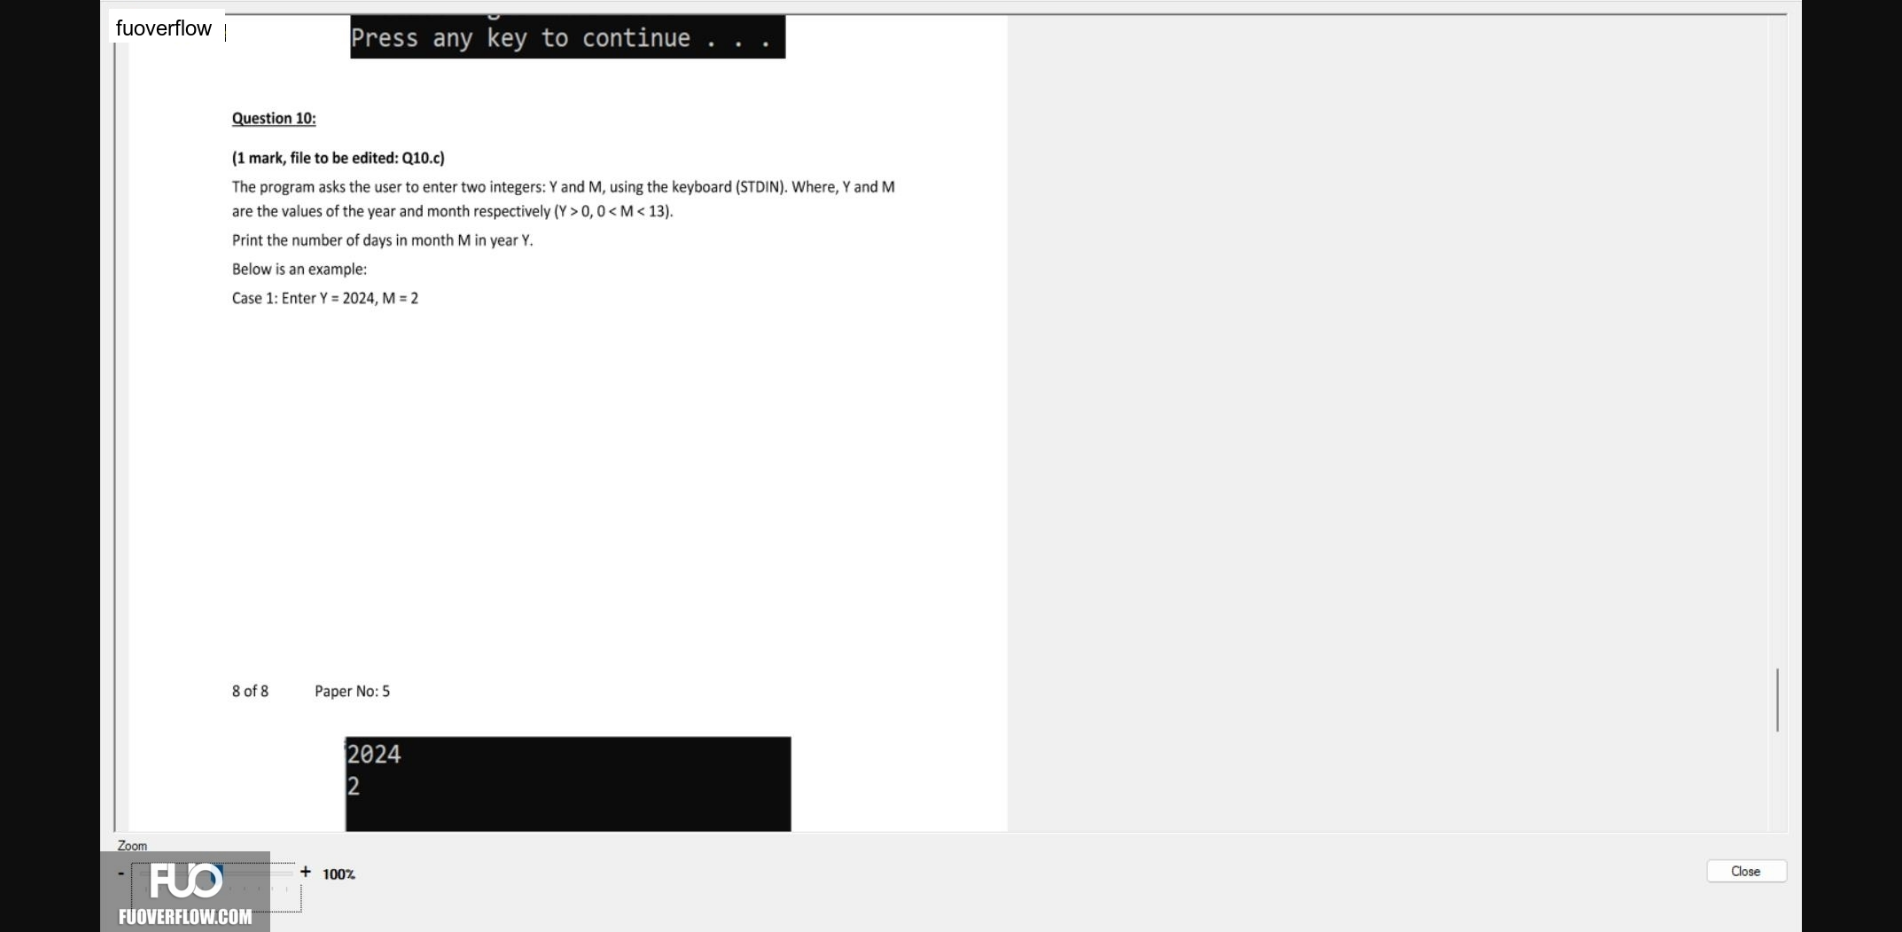 fuoverflow
Press any key to continue . . .
Question 10:
(1 mark, file to be edited: Q10.c)
The program asks the user to enter two integers: Y and M, using the keyboard (STDIN). Where, Y and M
are the values of the year and month respectively (Y > 0, 0 < M < 13).
Print the number of days in month M in year Y.
Below is an example:
Case 1: Enter Y = 2024, M = 2
8 of 8 Paper No: 5
2024
2
Zoom
- + 100%
Close
FUO
FUOVERFLOW.COM